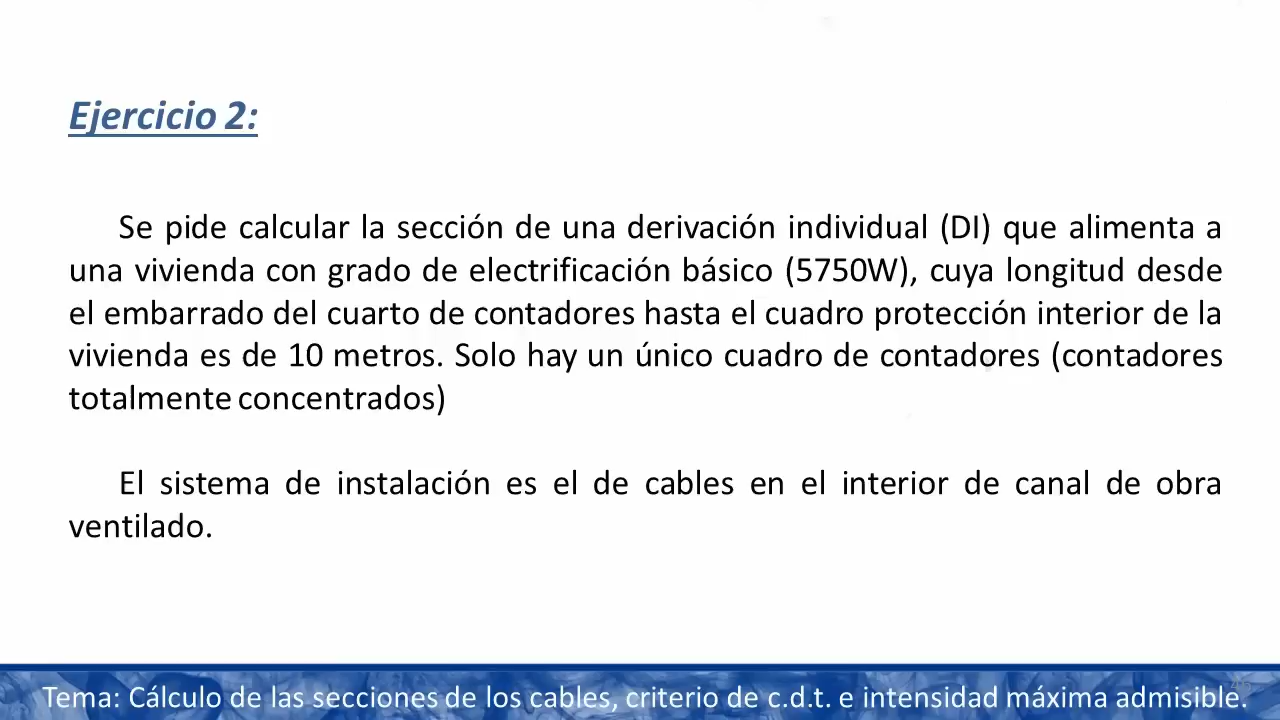 Ejercicio 2:
Se pide calcular la sección de una derivación individual (DI) que alimenta a
una vivienda con grado de electrificación básico (5750W), cuya longitud desde
el embarrado del cuarto de contadores hasta el cuadro protección interior de la
vivienda es de 10 metros. Solo hay un único cuadro de contadores (contadores
totalmente concentrados)
El sistema de instalación es el de cables en el interior de canal de obra
ventilado.
Tema: Cálculo de las secciones de los cables, criterio de c.d.t. e intensidad máxima admisible.